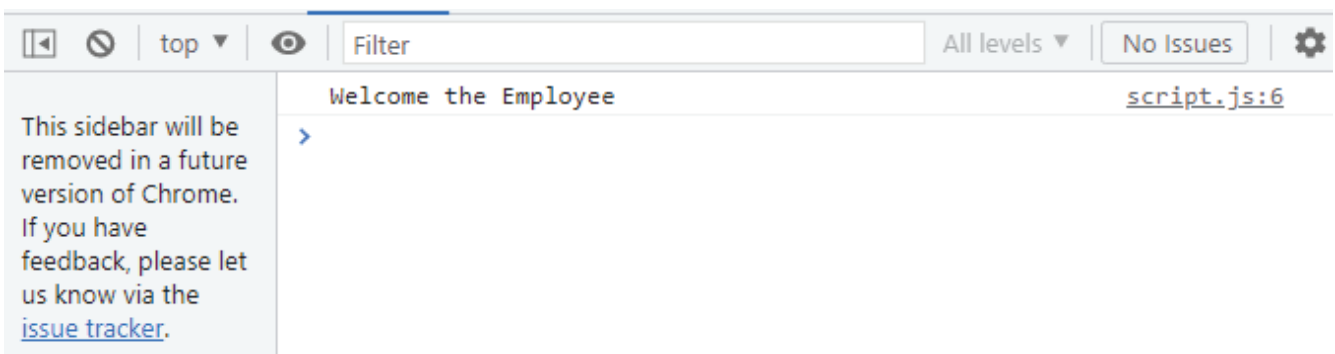 top ▼ Filter All levels ▼ No Issues
Welcome the Employee script.js:6
This sidebar will be
removed in a future
version of Chrome.
If you have
feedback, please let
us know via the
issue tracker.